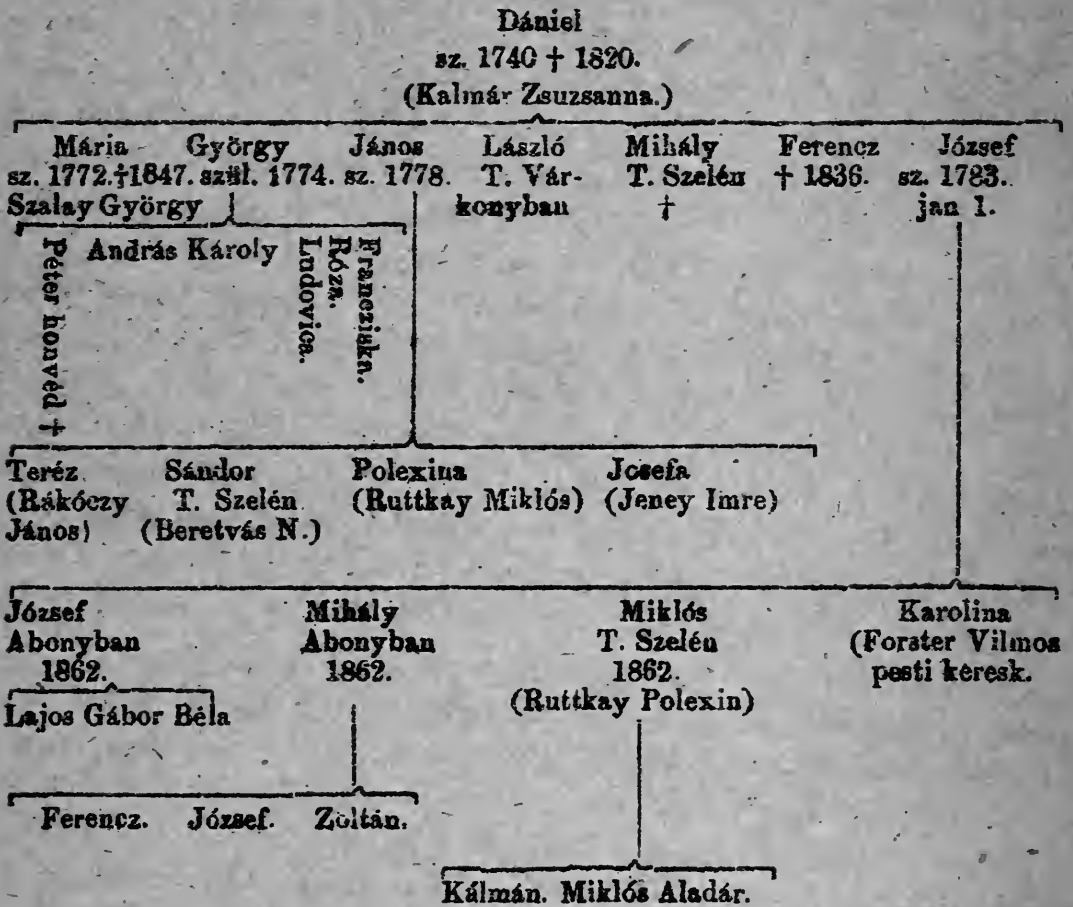 Dániel
sz. 1740 † 1820.
(Kalmár Zsuzsanna.)
Mária György János László Mihály Ferencz József
sz. 1772. †1847. szül. 1774. sz. 1778. T. Vár- T. Szelén † 1836. sz. 1783.
Szalay György konyban † jan 1.
Péter honvéd †
András Károly
Ludovica.
Róza.
Francziska.
Teréz Sándor Polexina Josefa
(Rákóczy T. Szelén (Ruttkay Miklós) (Jeney Imre)
János) (Beretvás N.)
József Mihály Miklós Karolina
Abonyban Abonyban T. Szelén (Forster Vilmos
1862. 1862. 1862. pesti keresk.
(Ruttkay Polexin)
Lajos Gábor Béla
Ferencz. József. Zoltán.
Kálmán. Miklós Aladár.